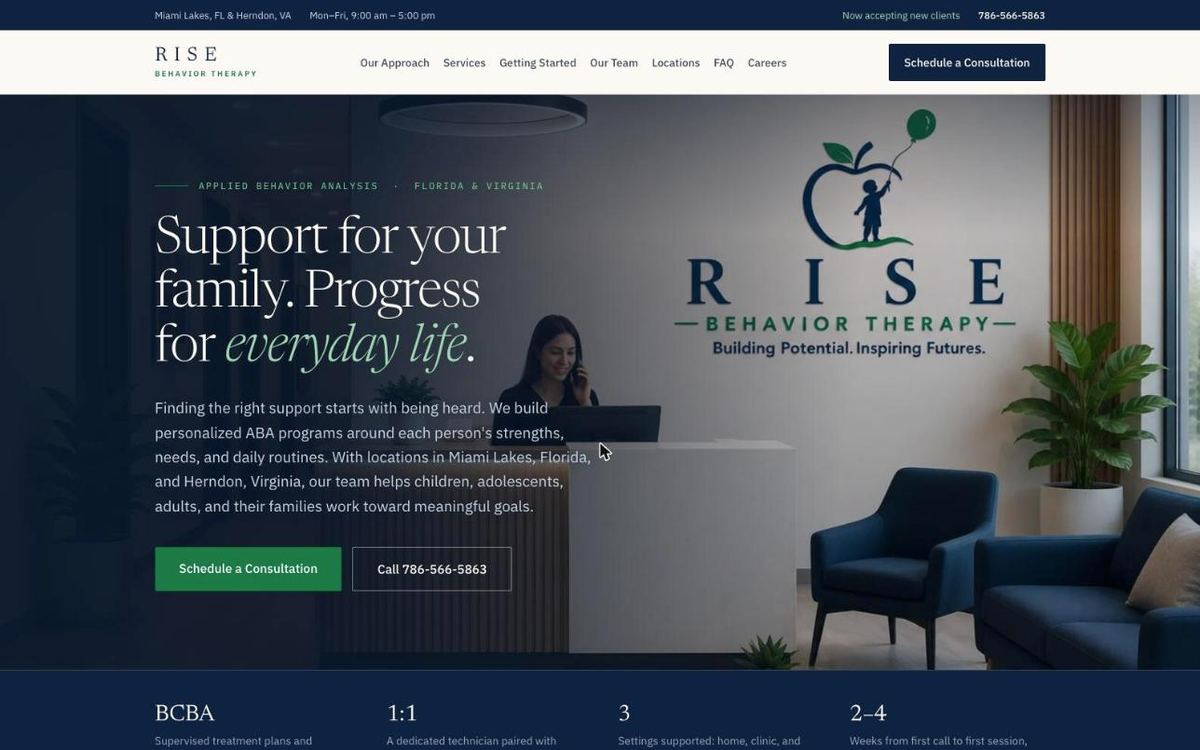 Miami Lakes, FL & Herndon, VA Mon–Fri, 9:00 am – 5:00 pm Now accepting new clients 786-566-5863
RISE
BEHAVIOR THERAPY
Our Approach Services Getting Started Our Team Locations FAQ Careers
Schedule a Consultation
APPLIED BEHAVIOR ANALYSIS · FLORIDA & VIRGINIA
Support for your
family. Progress
for everyday life.
Finding the right support starts with being heard. We build
personalized ABA programs around each person's strengths,
needs, and daily routines. With locations in Miami Lakes, Florida,
and Herndon, Virginia, our team helps children, adolescents,
adults, and their families work toward meaningful goals.
Schedule a Consultation Call 786-566-5863
RISE
BEHAVIOR THERAPY
Building Potential. Inspiring Futures.
BCBA
Supervised treatment plans and
1:1
A dedicated technician paired with
3
Settings supported: home, clinic, and
2–4
Weeks from first call to first session,